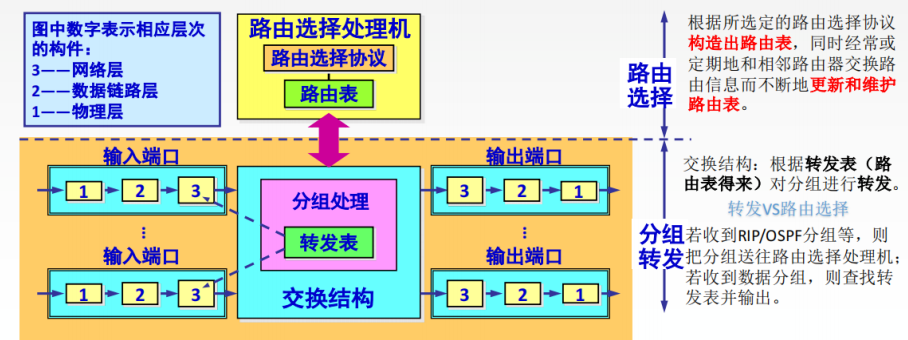 图中数字表示相应层次
的构件：
3——网络层
2——数据链路层
1——物理层
路由选择处理机
路由选择协议
路由表
路由
选择
根据所选定的路由选择协议
构造出路由表，同时经常或
定期地和相邻路由器交换路
由信息而不断地更新和维护
路由表。
输入端口
1 2 3
⋮
输入端口
1 2 3
分组处理
转发表
交换结构
输出端口
3 2 1
⋮
输出端口
3 2 1
分组
转发
交换结构：根据转发表（路
由表得来）对分组进行转发。
转发VS路由选择
若收到RIP/OSPF分组等，则
把分组送往路由选择处理机；
若收到数据分组，则查找转
发表并输出。